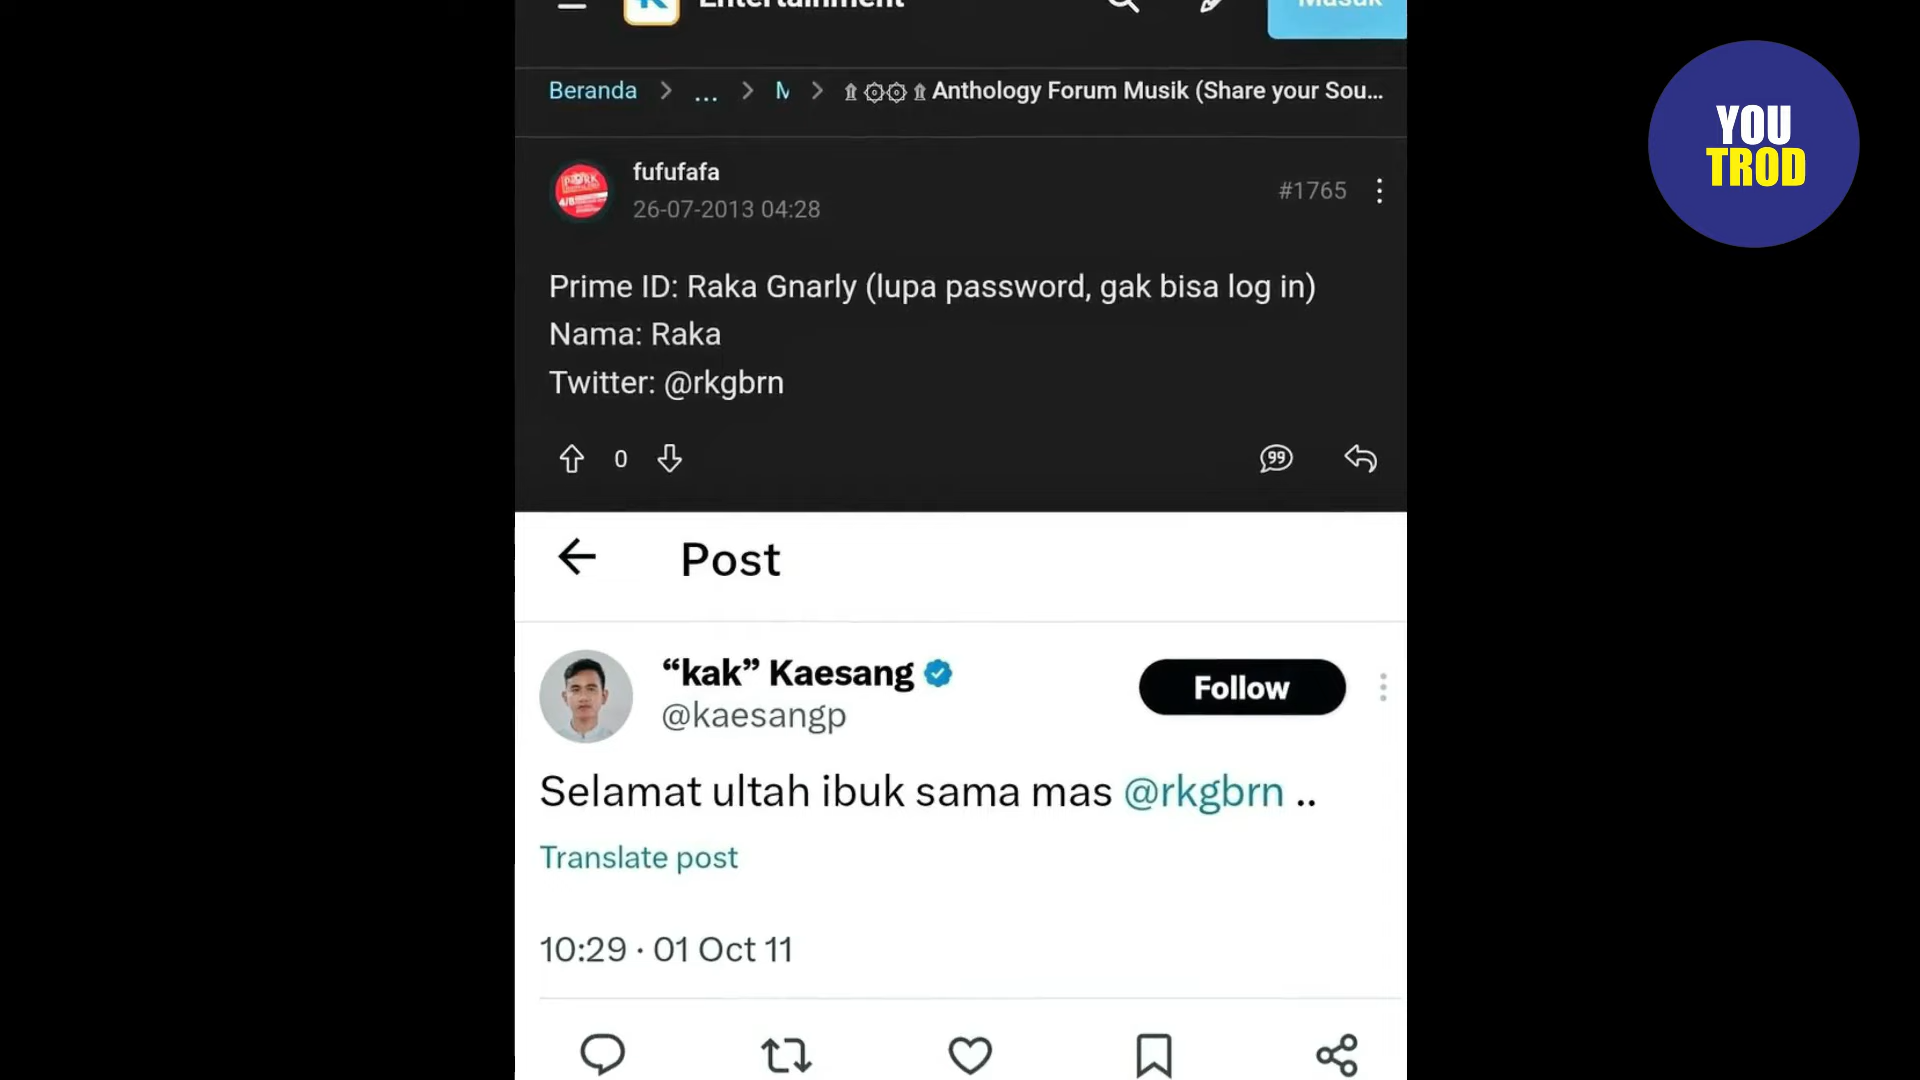 Entertainment
Masuk
Beranda > ... > M > Anthology Forum Musik (Share your Sou...
YOU
TROD
fufufafa
26-07-2013 04:28
#1765
Prime ID: Raka Gnarly (lupa password, gak bisa log in)
Nama: Raka
Twitter: @rkgbrn
0
99
Post
“kak” Kaesang
@kaesangp
Follow
Selamat ultah ibuk sama mas @rkgbrn ..
Translate post
10:29 · 01 Oct 11